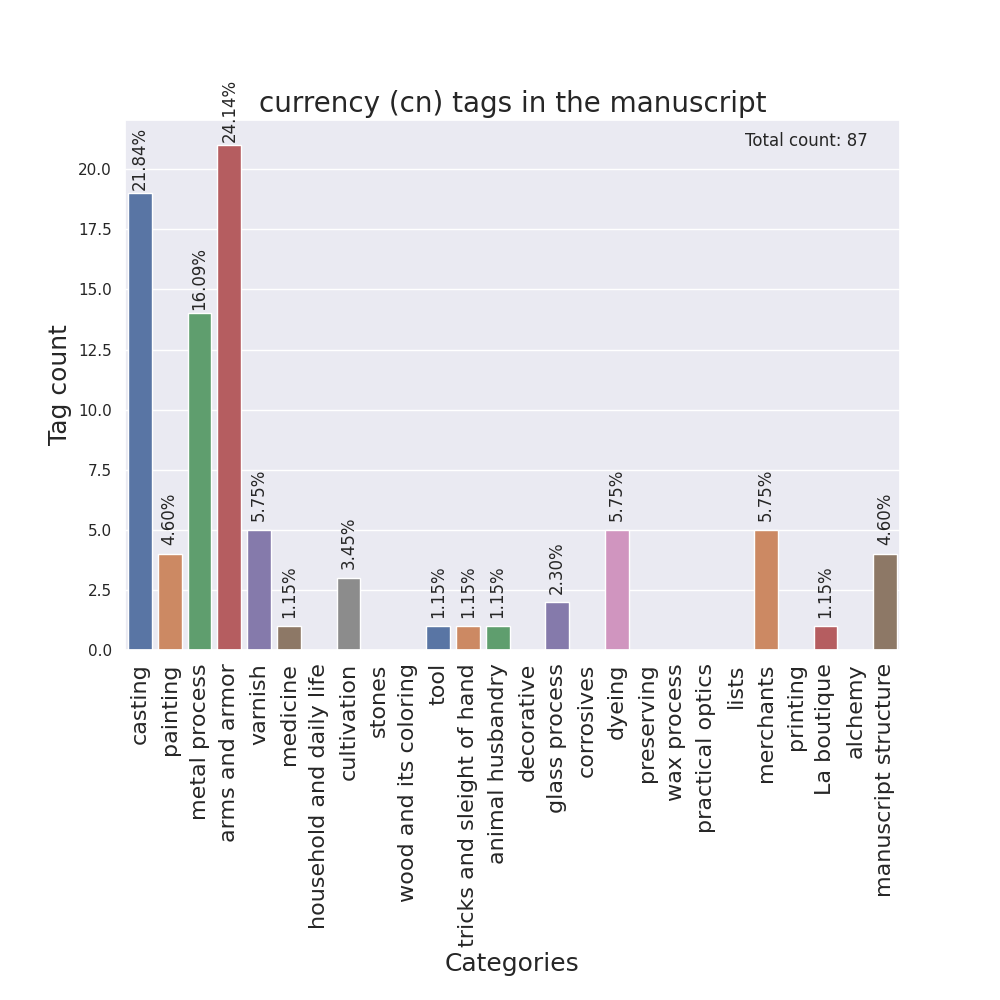 currency (cn) tags in the manuscript
Total count: 87
Tag count
20.0
17.5
15.0
12.5
10.0
7.5
5.0
2.5
0.0
21.84%
4.60%
16.09%
24.14%
5.75%
1.15%
3.45%
1.15%
1.15%
1.15%
2.30%
5.75%
5.75%
1.15%
4.60%
casting
painting
metal process
arms and armor
varnish
medicine
household and daily life
cultivation
stones
wood and its coloring
tool
tricks and sleight of hand
animal husbandry
decorative
glass process
corrosives
dyeing
preserving
wax process
practical optics
lists
merchants
printing
La boutique
alchemy
manuscript structure
Categories